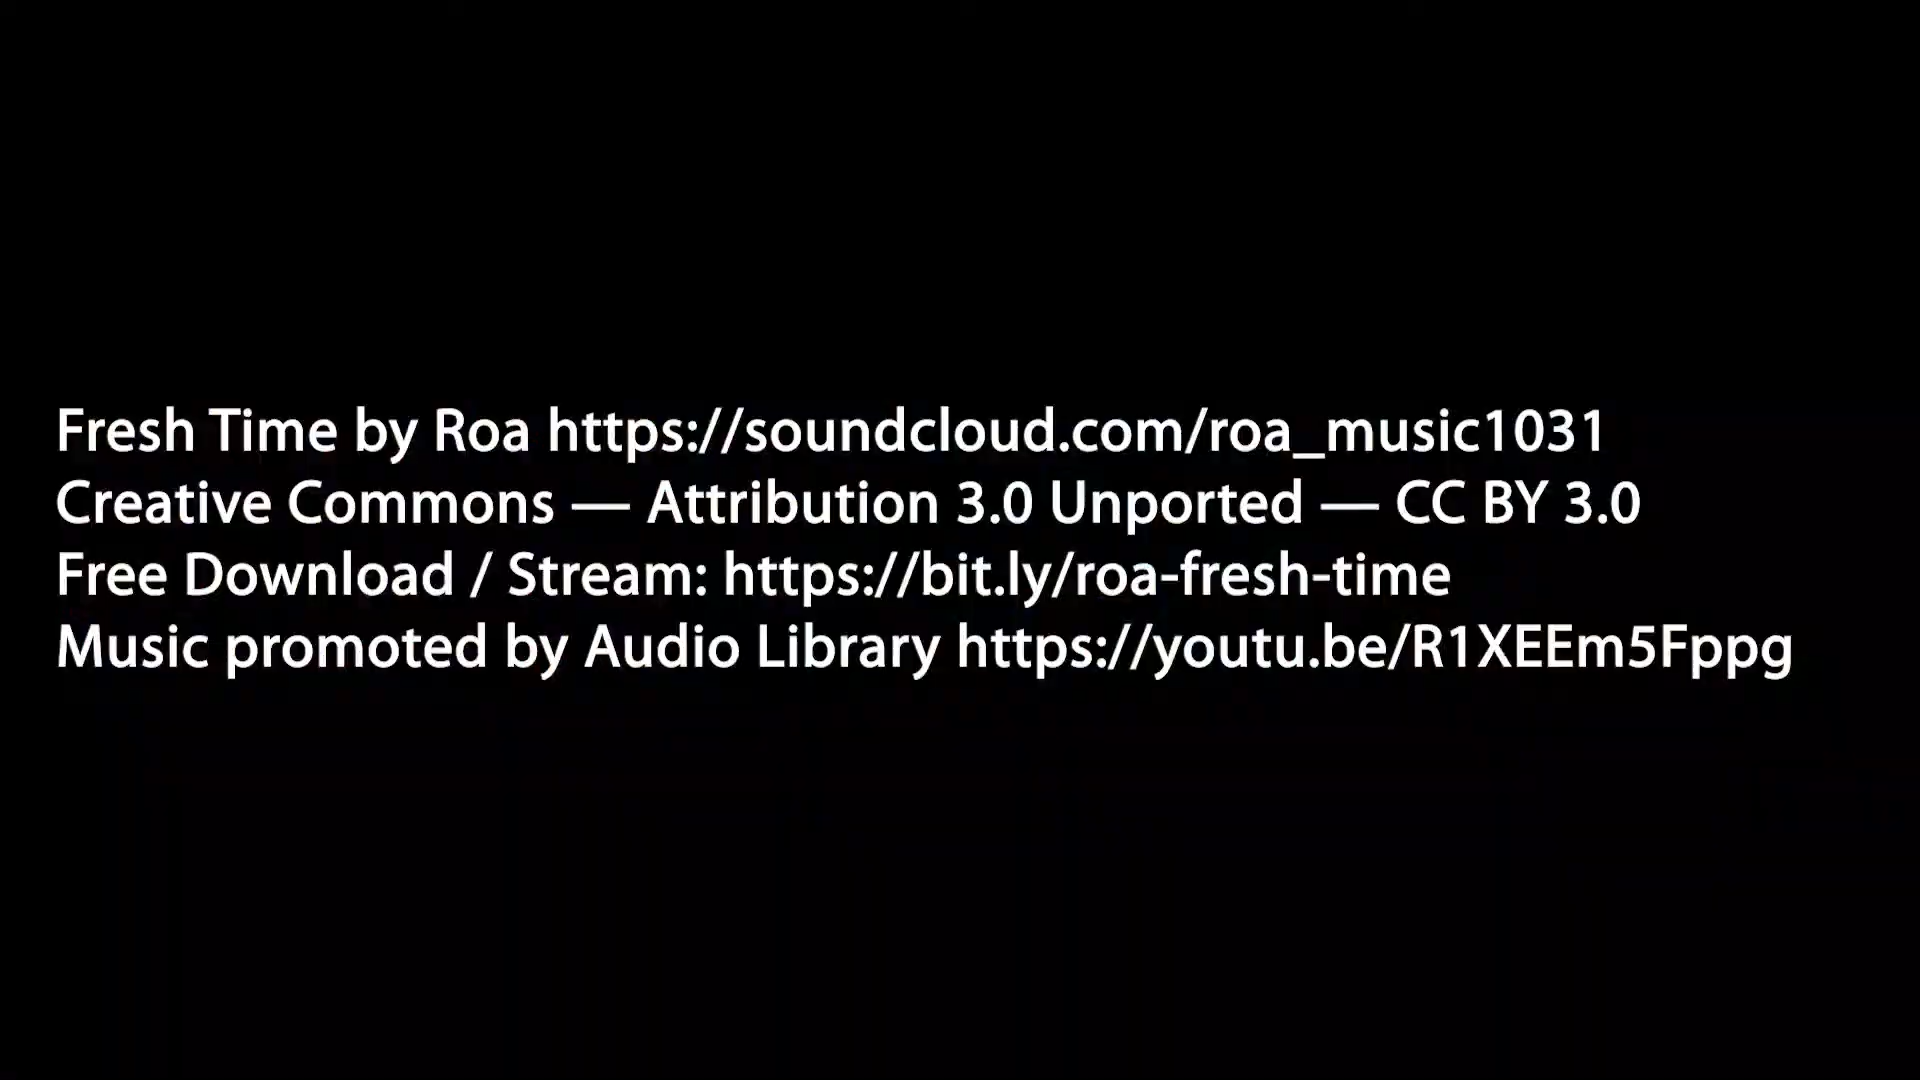 Fresh Time by Roa https://soundcloud.com/roa_music1031
Creative Commons — Attribution 3.0 Unported — CC BY 3.0
Free Download / Stream: https://bit.ly/roa-fresh-time
Music promoted by Audio Library https://youtu.be/R1XEEm5Fppg